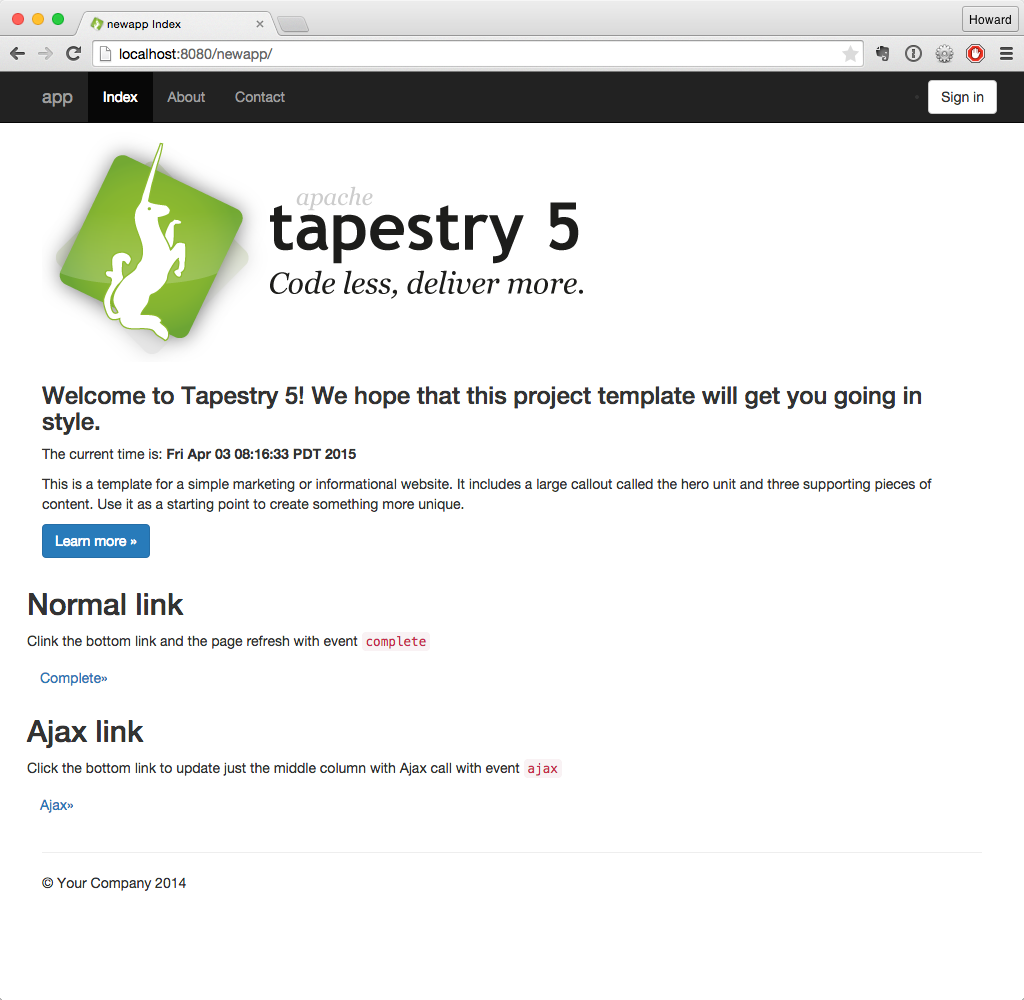 newapp Index
Howard
localhost:8080/newapp/
app Index About Contact Sign in
apache
tapestry 5
Code less, deliver more.
Welcome to Tapestry 5! We hope that this project template will get you going in
style.
The current time is: Fri Apr 03 08:16:33 PDT 2015
This is a template for a simple marketing or informational website. It includes a large callout called the hero unit and three supporting pieces of
content. Use it as a starting point to create something more unique.
Learn more »
Normal link
Clink the bottom link and the page refresh with event complete
Complete»
Ajax link
Click the bottom link to update just the middle column with Ajax call with event ajax
Ajax»
© Your Company 2014